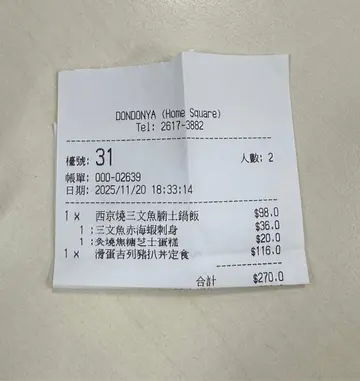 DONDONYA (Home Square)
Tel: 2617-3882
檯號: 31 人數: 2
帳單: 000-02639
日期: 2025/11/20 18:33:14
1 x 西京燒三文魚腩土鍋飯 $98.0
1 :三文魚赤海蝦刺身 $36.0
1 :炙燒焦糖芝士蛋糕 $20.0
1 x 滑蛋吉列豬扒丼定食 $116.0
合計 $270.0